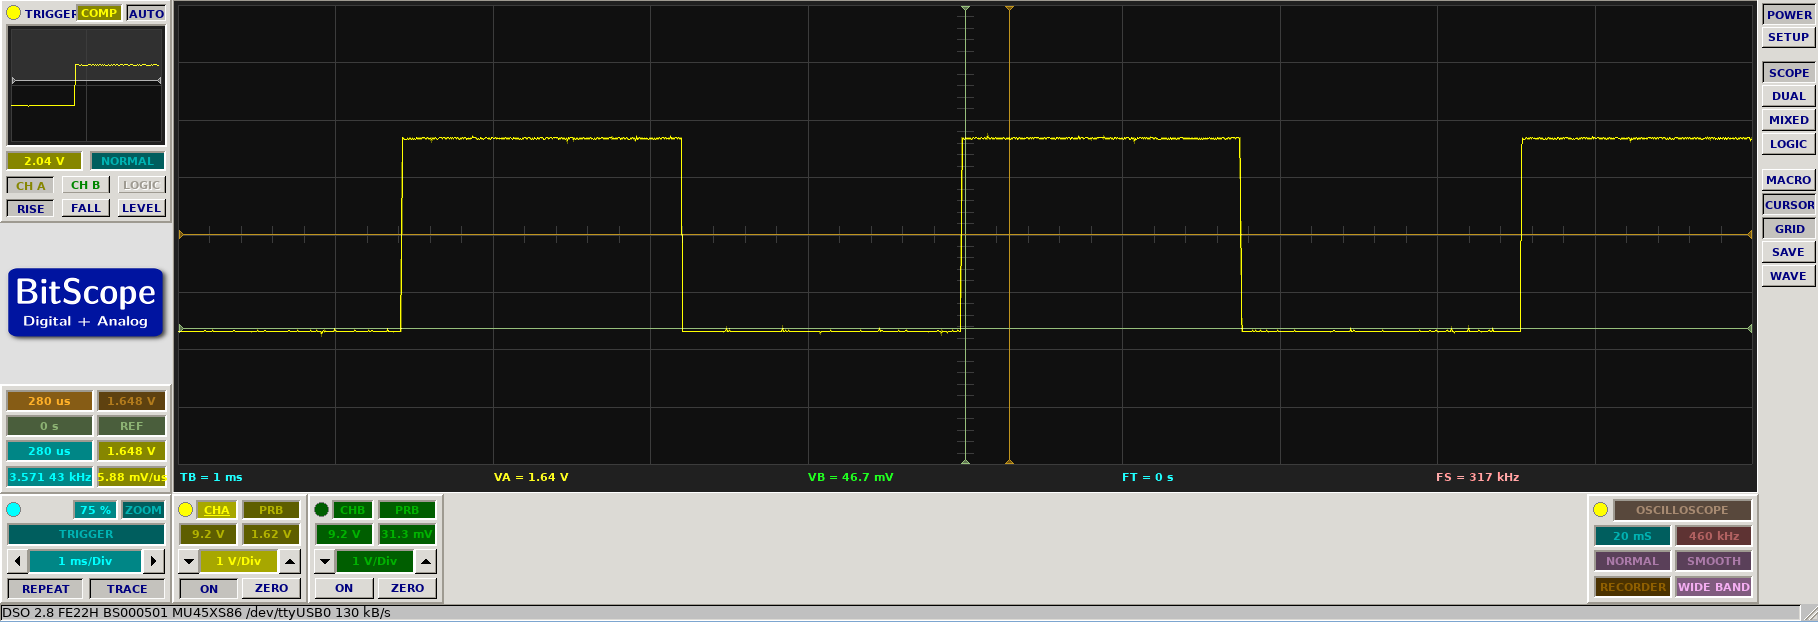 TRIGGER COMP AUTO
2.04 V NORMAL
CH A CH B LOGIC
RISE FALL LEVEL
BitScope
Digital + Analog
280 us 1.648 V
0 s REF
280 us 1.648 V
3.571 43 kHz 5.88 mV/us
TB = 1 ms VA = 1.64 V VB = 46.7 mV FT = 0 s FS = 317 kHz
POWER
SETUP
SCOPE
DUAL
MIXED
LOGIC
MACRO
CURSOR
GRID
SAVE
WAVE
75 % ZOOM
TRIGGER
1 ms/Div
REPEAT TRACE
CHA PRB
9.2 V 1.62 V
1 V/Div
ON ZERO
CHB PRB
9.2 V 31.3 mV
1 V/Div
ON ZERO
OSCILLOSCOPE
20 mS 460 kHz
NORMAL SMOOTH
RECORDER WIDE BAND
DSO 2.8 FE22H BS000501 MU45XS86 /dev/ttyUSB0 130 kB/s